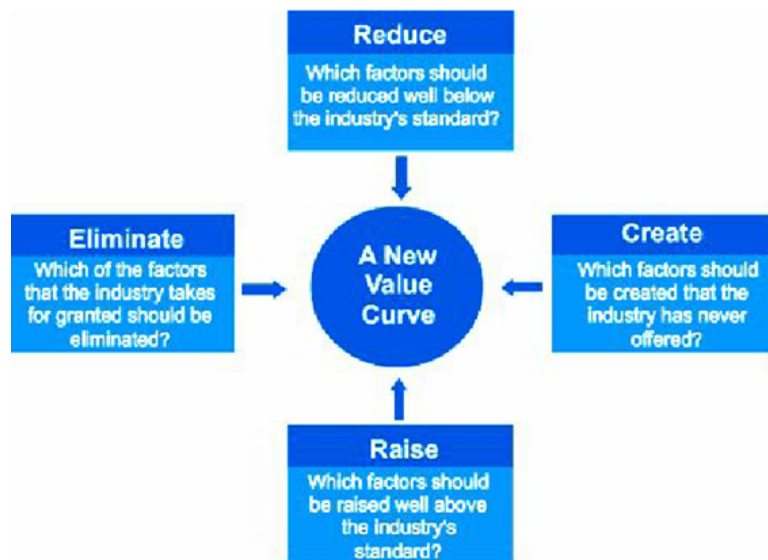 Reduce
Which factors should
be reduced well below
the industry's standard?
Eliminate
Which of the factors
that the industry takes
for granted should be
eliminated?
A New
Value
Curve
Create
Which factors should
be created that the
industry has never
offered?
Raise
Which factors should
be raised well above
the industry's
standard?